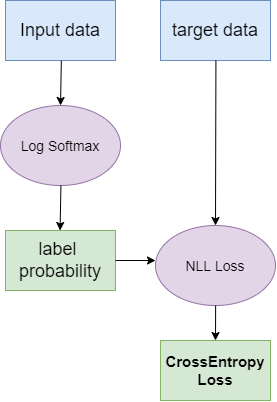 Input data
target data
Log Softmax
label
probability
NLL Loss
CrossEntropy
Loss